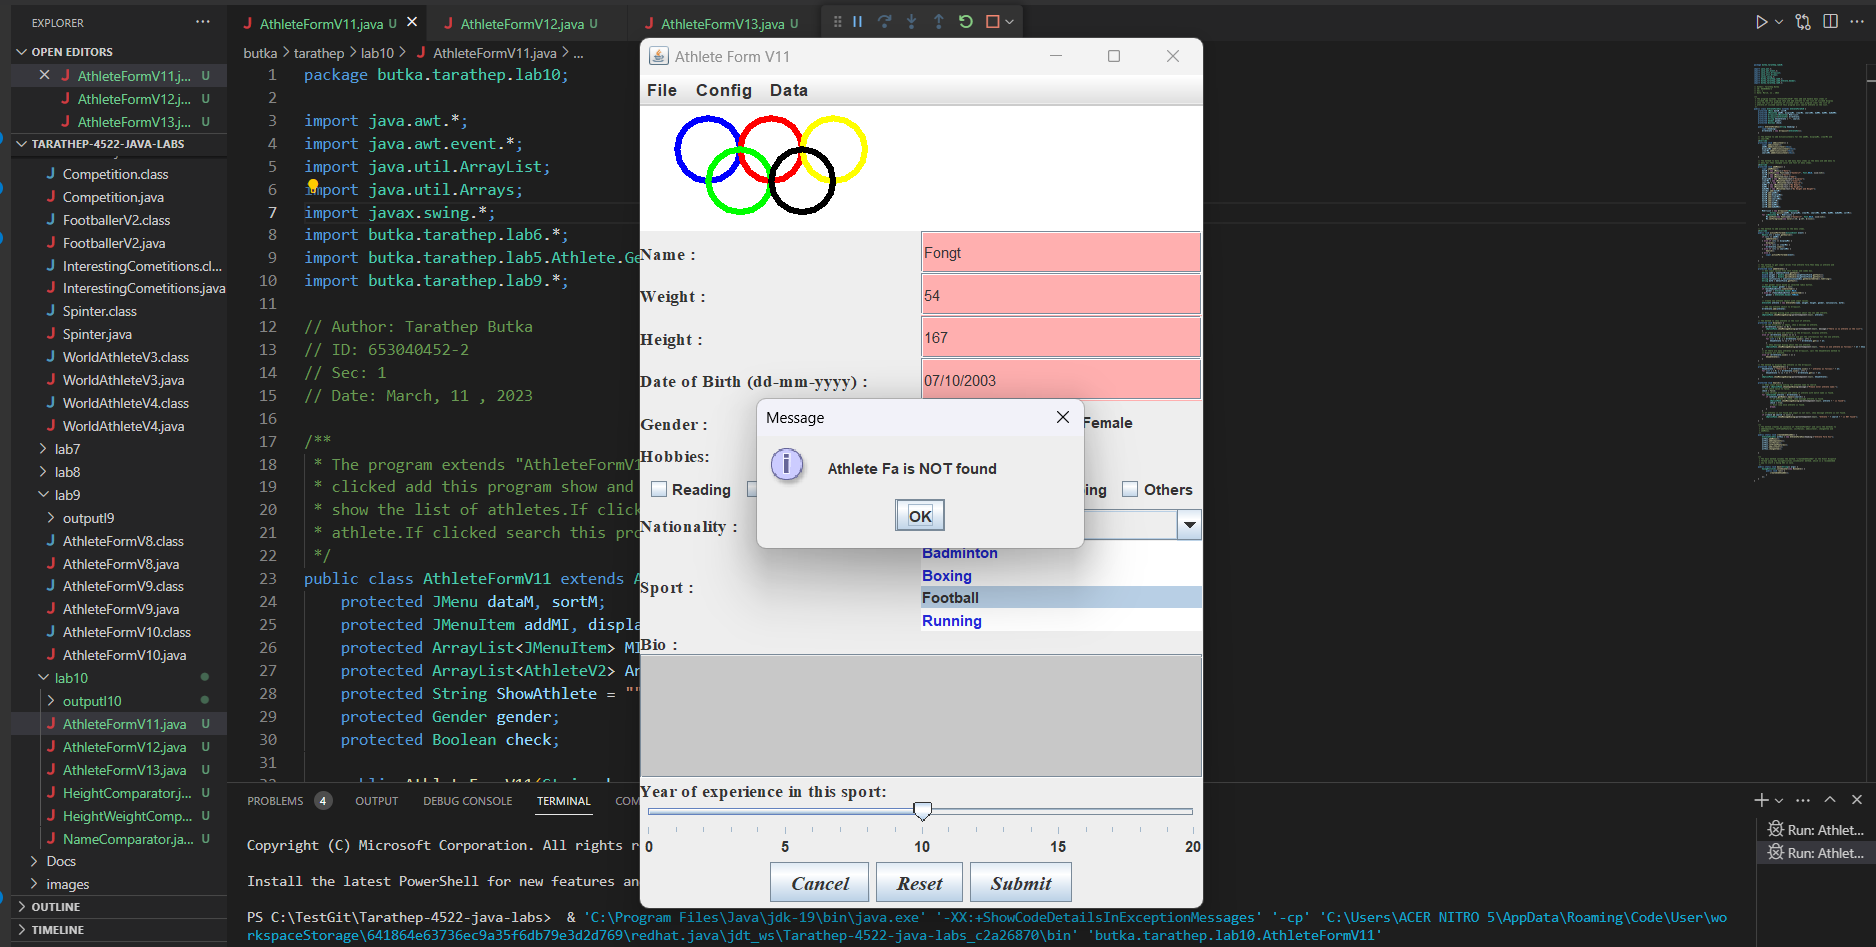 EXPLORER
OPEN EDITORS
AthleteFormV11.j... U
AthleteFormV12.j... U
AthleteFormV13.j... U
TARATHEP-4522-JAVA-LABS
Competition.class
Competition.java
FootballerV2.class
FootballerV2.java
InterestingCometitions.cl...
InterestingCometitions.java
Spinter.class
Spinter.java
WorldAthleteV3.class
WorldAthleteV3.java
WorldAthleteV4.class
WorldAthleteV4.java
lab7
lab8
lab9
outputl9
AthleteFormV8.class
AthleteFormV8.java
AthleteFormV9.class
AthleteFormV9.java
AthleteFormV10.class
AthleteFormV10.java
lab10
outputl10
AthleteFormV11.java U
AthleteFormV12.java U
AthleteFormV13.java U
HeightComparator.j... U
HeightWeightComp... U
NameComparator.ja... U
Docs
images
OUTLINE
TIMELINE
AthleteFormV11.java U AthleteFormV12.java U AthleteFormV13.java U
butka > tarathep > lab10 > AthleteFormV11.java > ...
1 package butka.tarathep.lab10;
2
3 import java.awt.*;
4 import java.awt.event.*;
5 import java.util.ArrayList;
6 import java.util.Arrays;
7 import javax.swing.*;
8 import butka.tarathep.lab6.*;
9 import butka.tarathep.lab5.Athlete.Ge
10 import butka.tarathep.lab9.*;
11
12 // Author: Tarathep Butka
13 // ID: 653040452-2
14 // Sec: 1
15 // Date: March, 11 , 2023
16
17 /**
18 * The program extends "AthleteFormV1
19 * clicked add this program show and
20 * show the list of athletes.If click
21 * athlete.If clicked search this pro
22 */
23 public class AthleteFormV11 extends A
24 protected JMenu dataM, sortM;
25 protected JMenuItem addMI, displa
26 protected ArrayList<JMenuItem> MI
27 protected ArrayList<AthleteV2> Ar
28 protected String ShowAthlete = ""
29 protected Gender gender;
30 protected Boolean check;
31
Athlete Form V11
File Config Data
Name : Fongt
Weight : 54
Height : 167
Date of Birth (dd-mm-yyyy) : 07/10/2003
Gender : Female
Hobbies:
Reading ing Others
Nationality :
Message
Athlete Fa is NOT found
OK
Badminton
Boxing
Sport :
Football
Running
Bio :
Year of experience in this sport:
0 5 10 15 20
Cancel Reset Submit
PROBLEMS 4 OUTPUT DEBUG CONSOLE TERMINAL COM
Copyright (C) Microsoft Corporation. All rights r
Install the latest PowerShell for new features an
PS C:\TestGit\Tarathep-4522-java-labs> & 'C:\Program Files\Java\jdk-19\bin\java.exe' '-XX:+ShowCodeDetailsInExceptionMessages' '-cp' 'C:\Users\ACER NITRO 5\AppData\Roaming\Code\User\wo
rkspaceStorage\641864e63736ec9a35f6db79e3d2d769\redhat.java\jdt_ws\Tarathep-4522-java-labs_c2a26870\bin' 'butka.tarathep.lab10.AthleteFormV11'
Run: Athlet...
Run: Athlet...